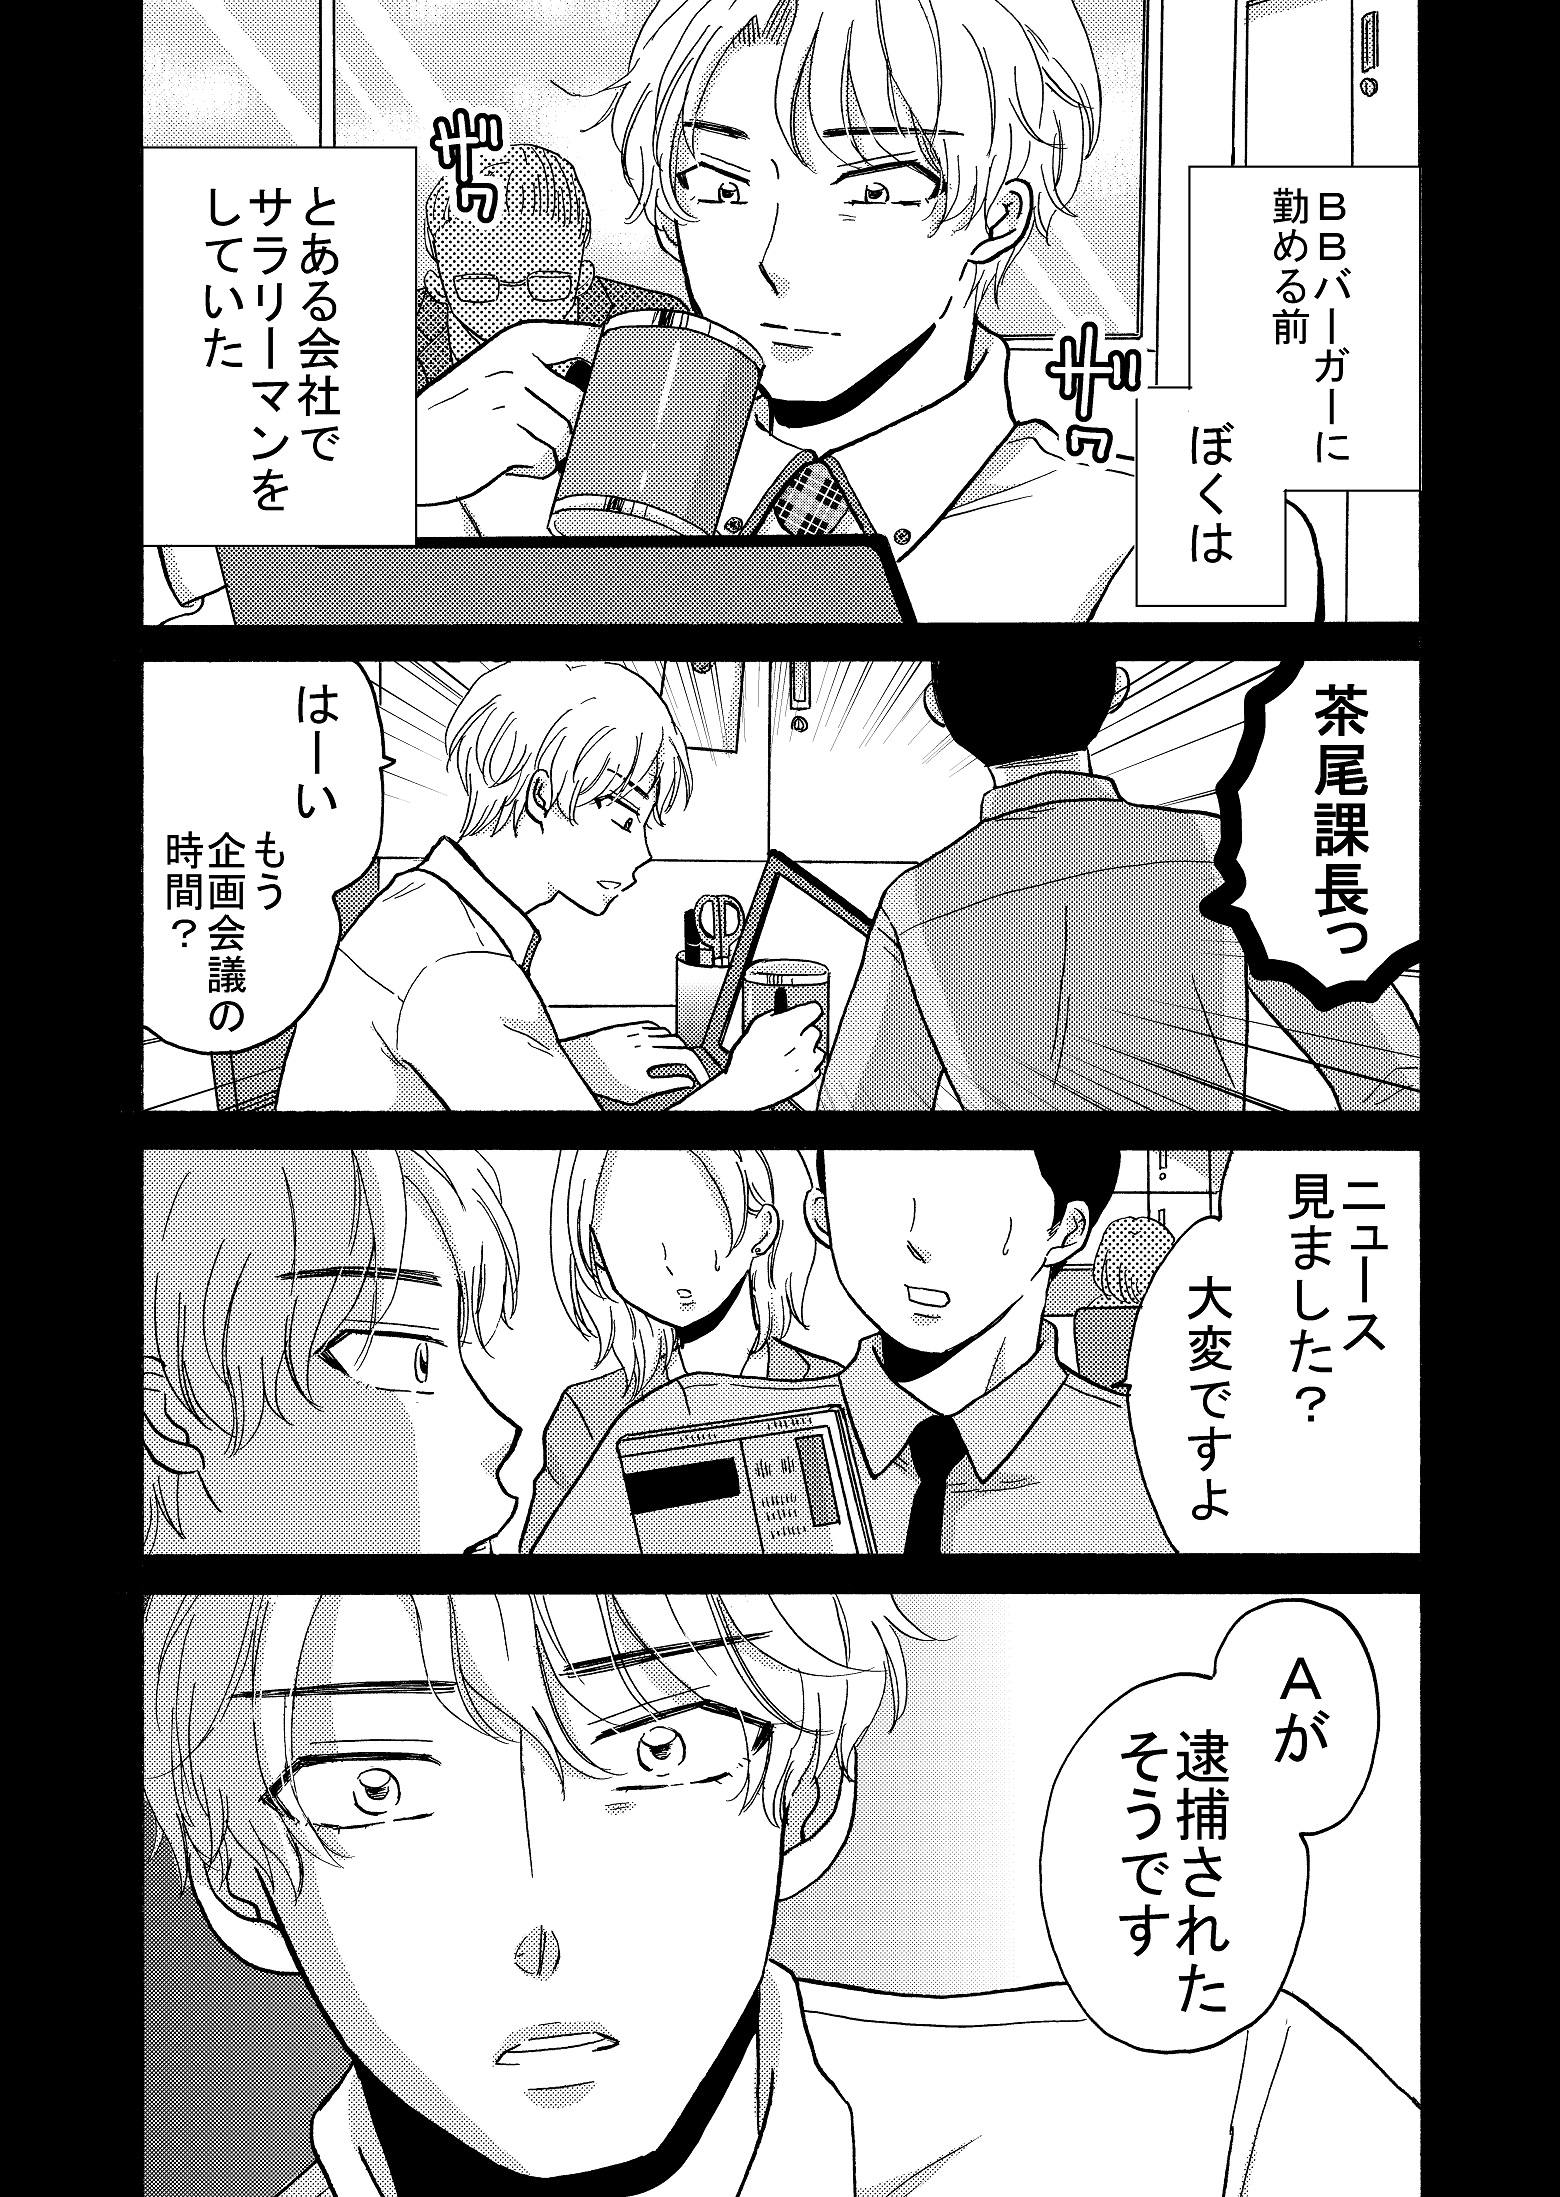 BBバーガーに
勤める前
ぼくは
ザワ
ザワ
とある会社で
サラリーマンを
していた
茶尾課長っ
はーい
もう
企画会議の
時間?
ニュース
見ました?
大変ですよ
Aが
逮捕された
そうです